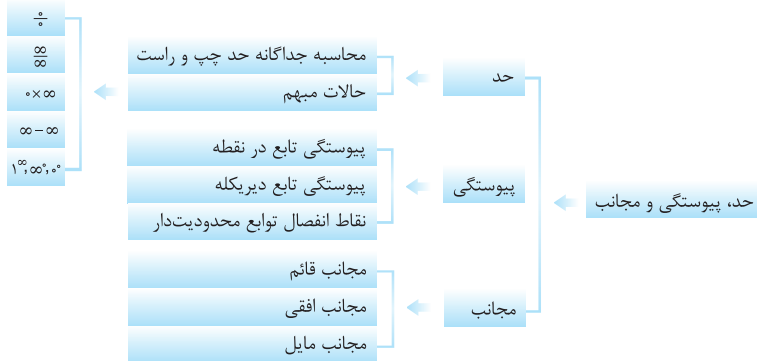 حد، پیوستگی و مجانب
حد
محاسبه جداگانه حد چپ و راست
حالات مبهم
۰/۰
∞/∞
۰×∞
∞−∞
۱^∞, ∞^۰, ۰^۰
پیوستگی
پیوستگی تابع در نقطه
پیوستگی تابع دیریکله
نقاط انفصال توابع محدودیت‌دار
مجانب
مجانب قائم
مجانب افقی
مجانب مایل